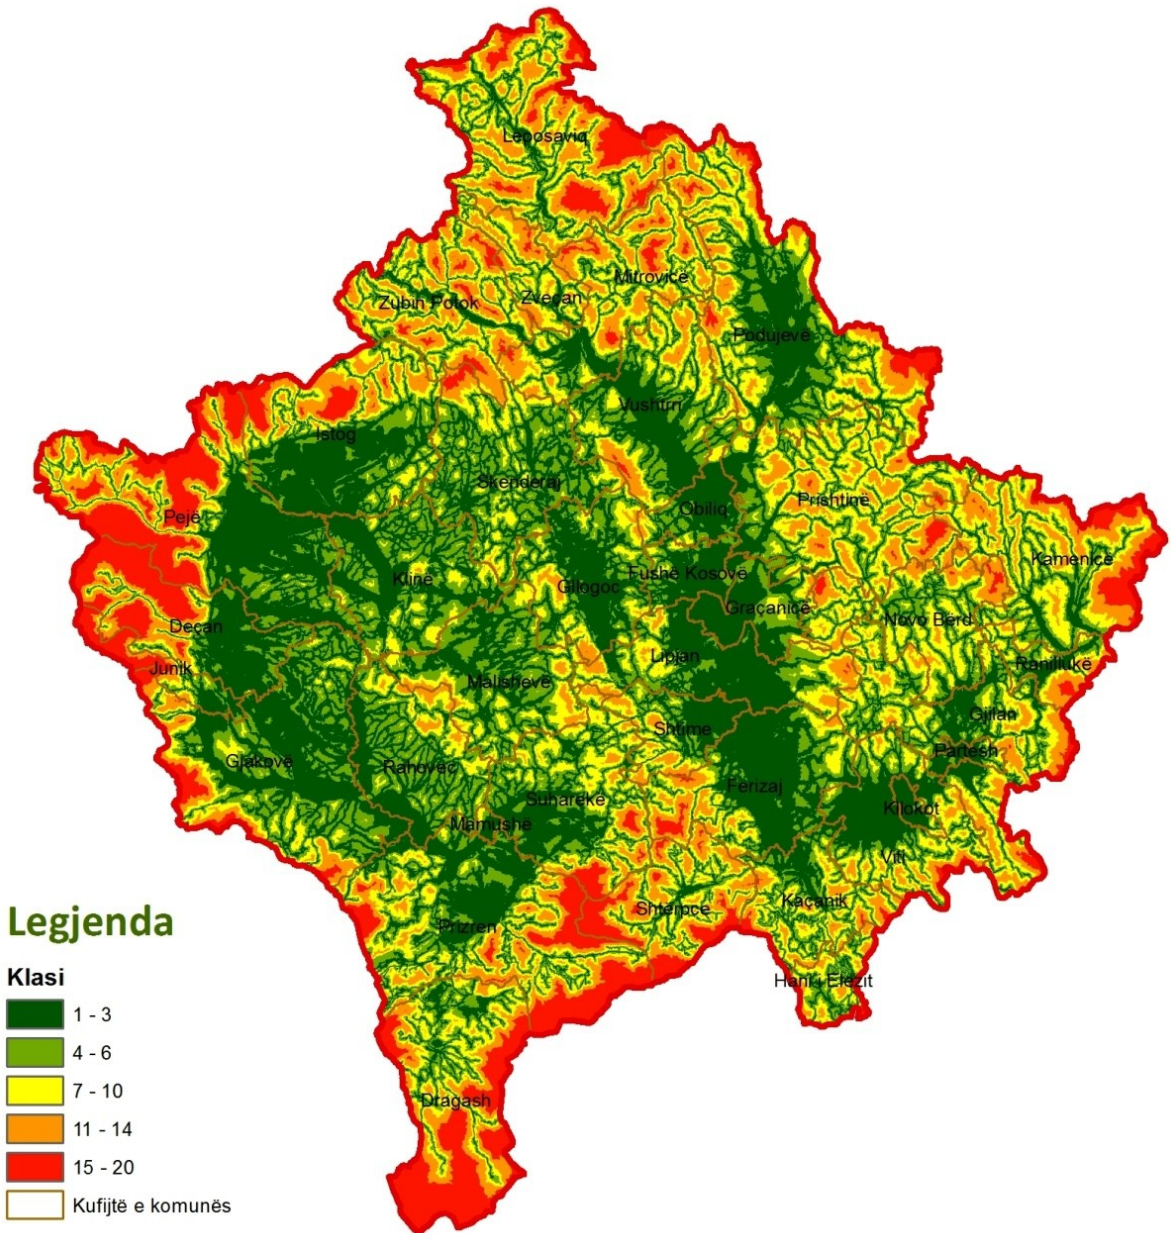 Leposaviq
Mitrovicë
Zveçan
Zubin Potok
Podujevë
Vushtrri
Istog
Skenderaj
Prishtinë
Obiliq
Pejë
Kamenicë
Fushë Kosovë
Klinë
Gllogoc
Graçanicë
Novo Bërd
Deçan
Lipjan
Ranillukë
Junik
Malishevë
Gjilan
Shtime
Partesh
Gjakovë
Rahovec
Ferizaj
Suharekë
Kllokot
Mamushë
Viti
Kaçanik
Shtërpcë
Prizren
Hani i Elezit
Dragash
Legjenda
Klasi
1 - 3
4 - 6
7 - 10
11 - 14
15 - 20
Kufijtë e komunës